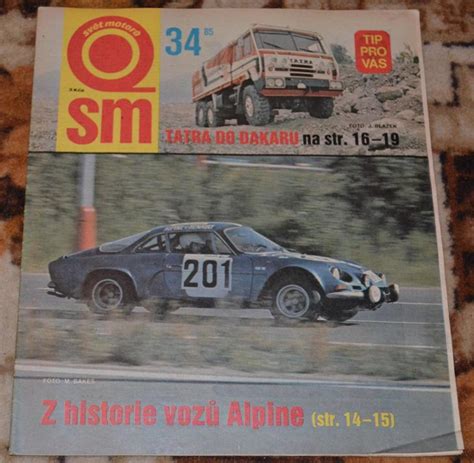 svět motorů
sm
34 85
TATRA
TIP
PRO
VÁS
FOTO: J. BLAŽEK
TATRA DO DAKARU na str. 16–19
201
FOTO M. BAKEŠ
Z historie vozů Alpine (str. 14–15)